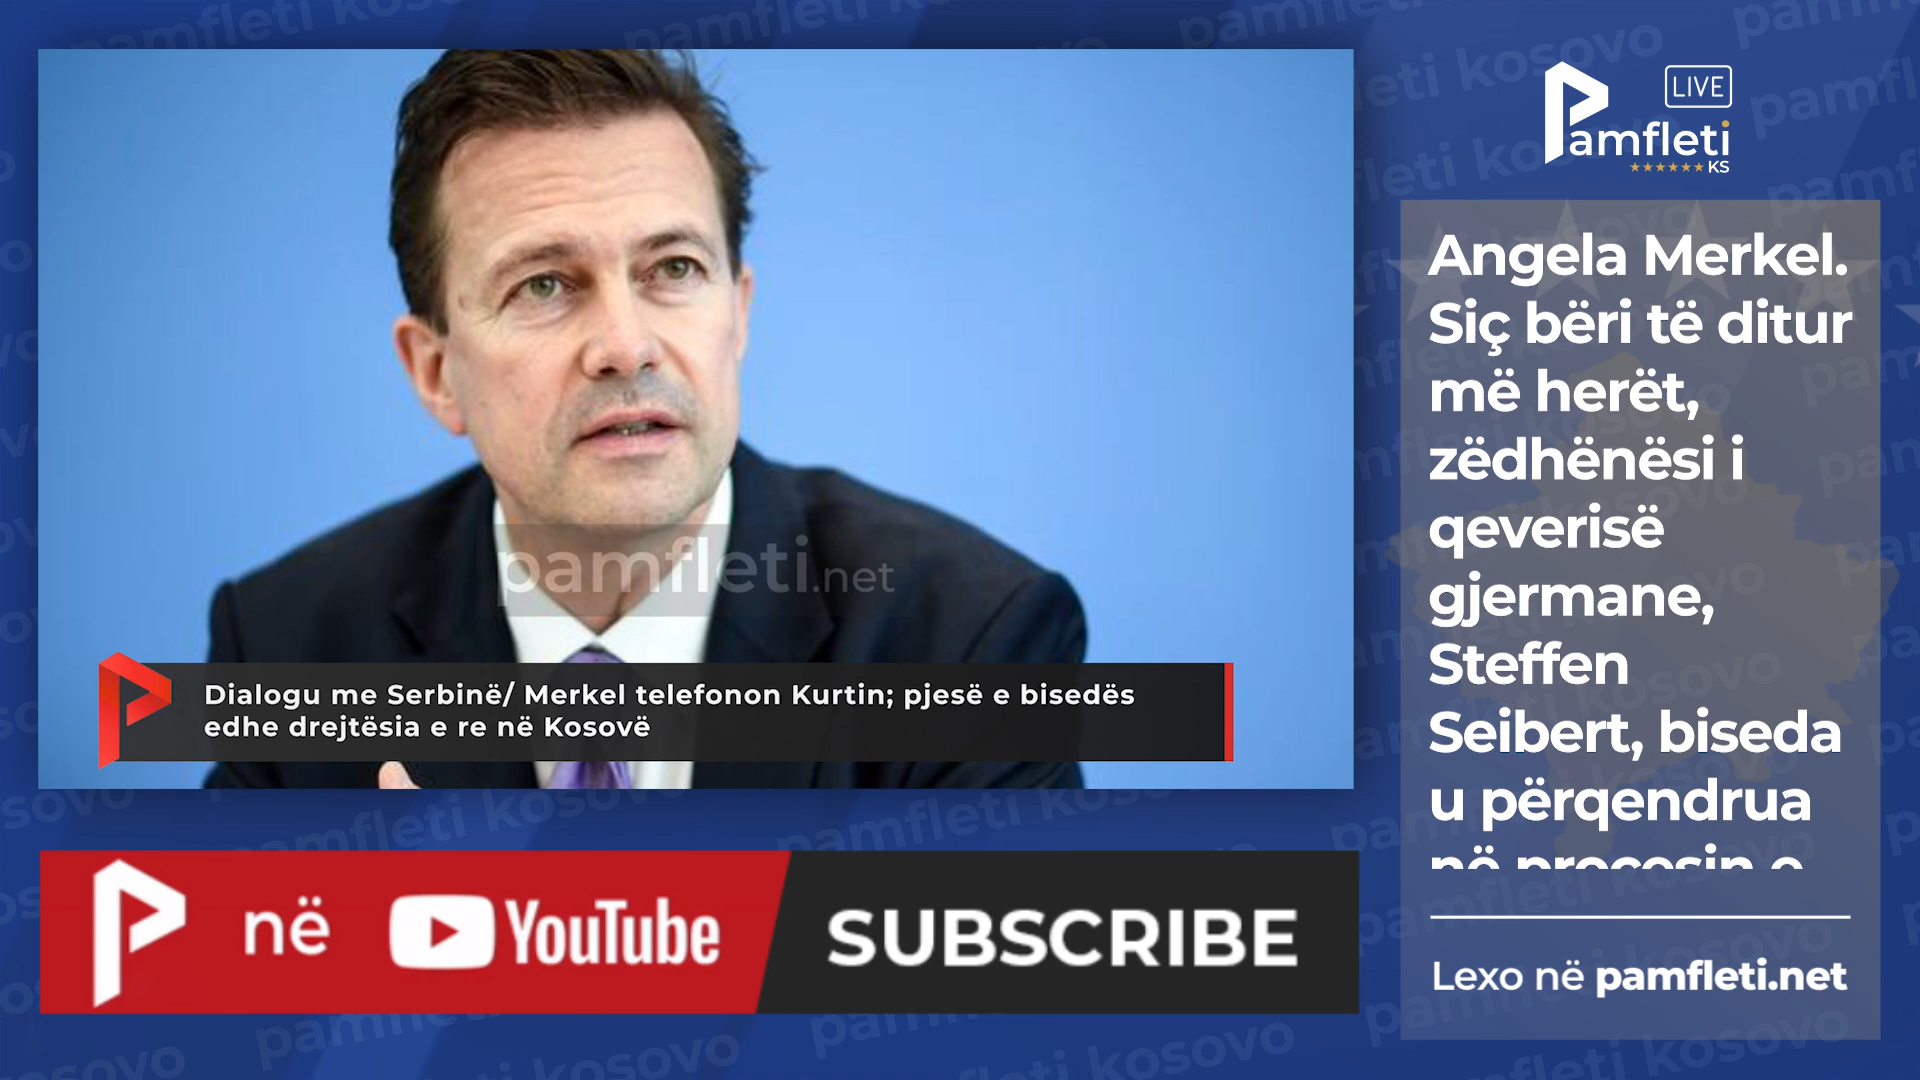 LIVE
Pamfleti
KS
Angela Merkel.
Siç bëri të ditur
më herët,
zëdhënësi i
qeverisë
gjermane,
Steffen
Seibert, biseda
u përqendrua
në procesin e
Lexo në pamfleti.net
pamfleti.net
Dialogu me Serbinë/ Merkel telefonon Kurtin; pjesë e bisedës
edhe drejtësia e re në Kosovë
në YouTube SUBSCRIBE